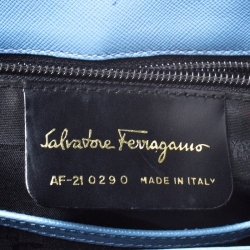 Salvatore Ferragamo
AF-21 0290 MADE IN ITALY